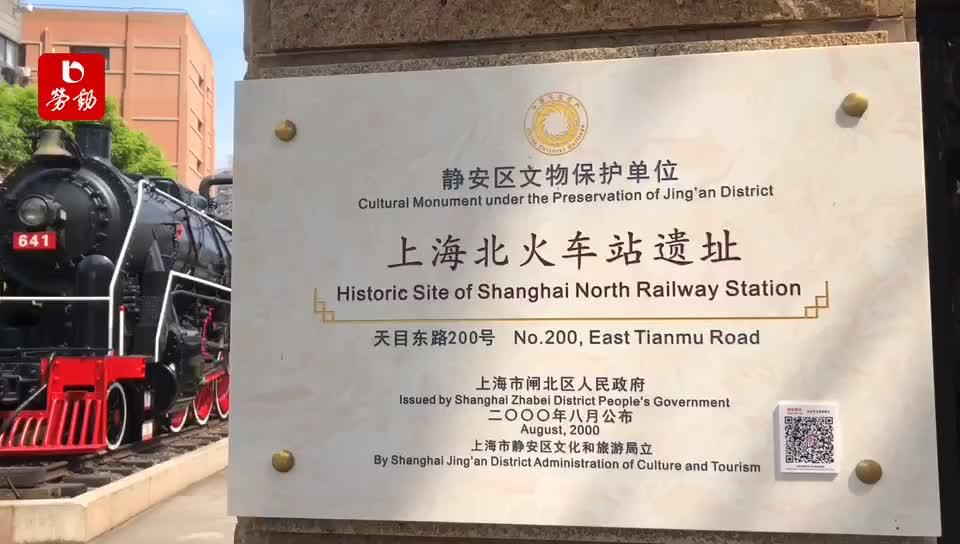 勞動
641
静安区文物保护单位
Cultural Monument under the Preservation of Jing'an District
上海北火车站遗址
Historic Site of Shanghai North Railway Station
天目东路200号 No.200, East Tianmu Road
上海市闸北区人民政府
Issued by Shanghai Zhabei District People's Government
二〇〇〇年八月公布
August, 2000
上海市静安区文化和旅游局立
By Shanghai Jing'an District Administration of Culture and Tourism